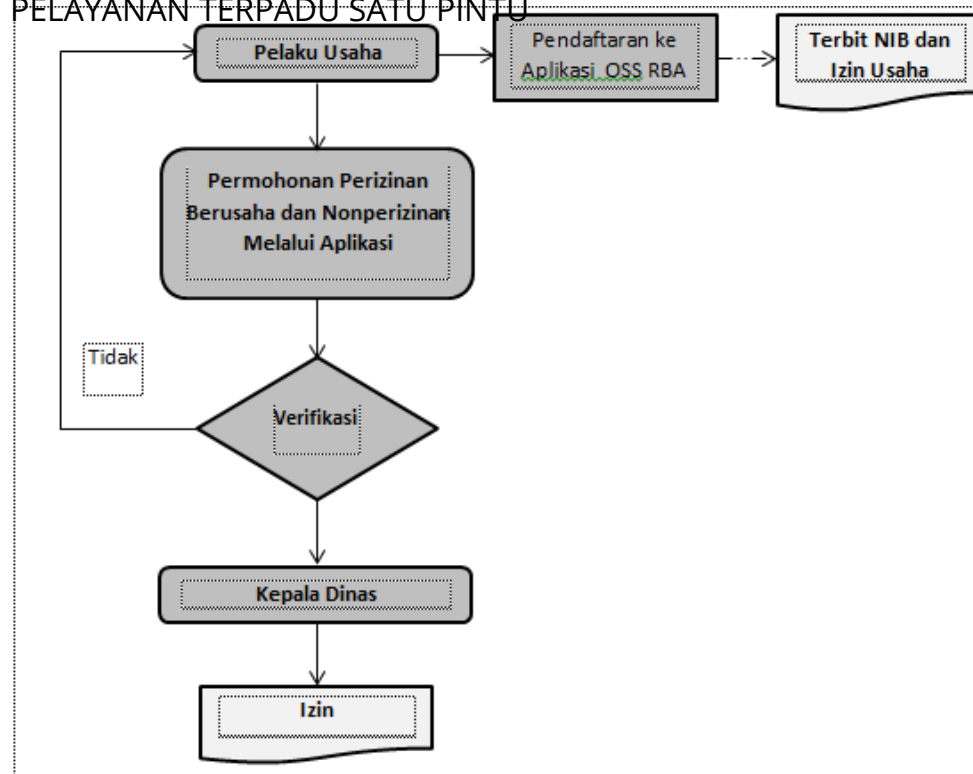 PELAYANAN TERPADU SATU PINTU
Pelaku Usaha
Pendaftaran ke
Aplikasi OSS RBA
Terbit NIB dan
Izin Usaha
Permohonan Perizinan
Berusaha dan Nonperizinan
Melalui Aplikasi
Tidak
Verifikasi
Kepala Dinas
Izin